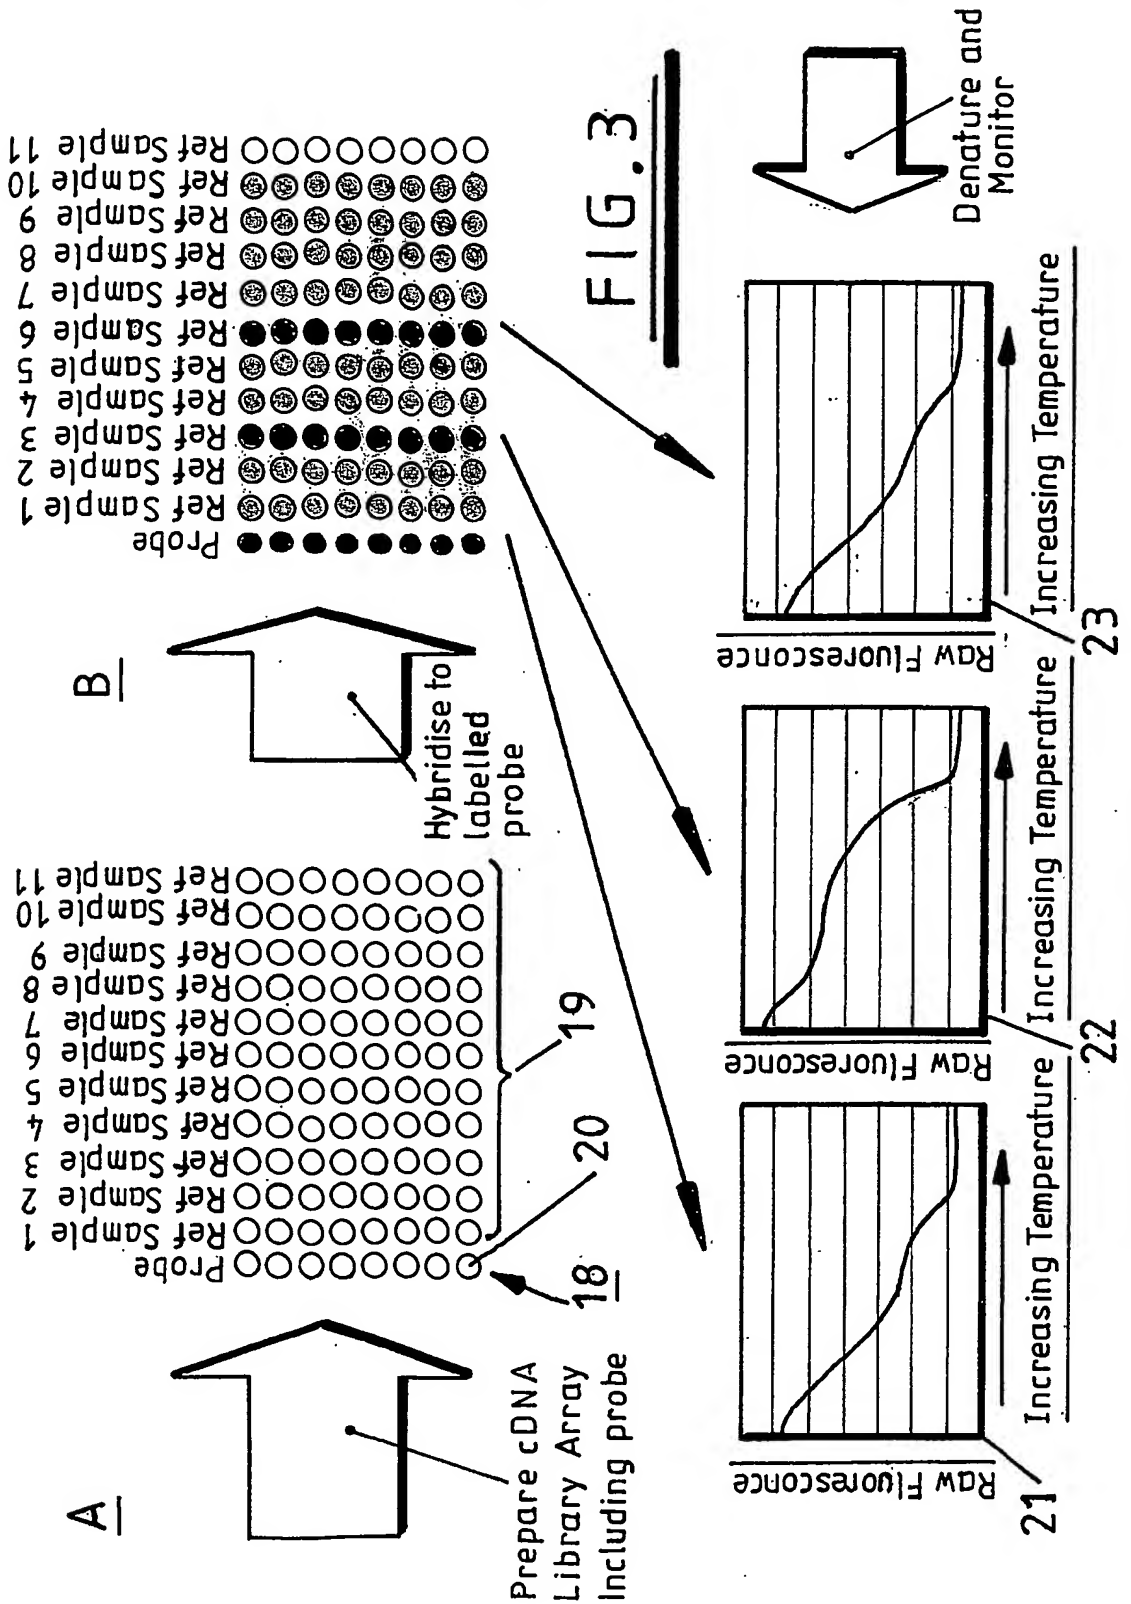 A
Prepare cDNA
Library Array
Including probe
Probe
Ref Sample 1
Ref Sample 2
Ref Sample 3
Ref Sample 4
Ref Sample 5
Ref Sample 6
Ref Sample 7
Ref Sample 8
Ref Sample 9
Ref Sample 10
Ref Sample 11
18
20
19
B
Hybridise to
labelled
probe
Probe
Ref Sample 1
Ref Sample 2
Ref Sample 3
Ref Sample 4
Ref Sample 5
Ref Sample 6
Ref Sample 7
Ref Sample 8
Ref Sample 9
Ref Sample 10
Ref Sample 11
FIG.3
Raw Fluoresconce
Increasing Temperature
21
Raw Fluoresconce
Increasing Temperature
22
Raw Fluoresconce
Increasing Temperature
23
Denature and
Monitor